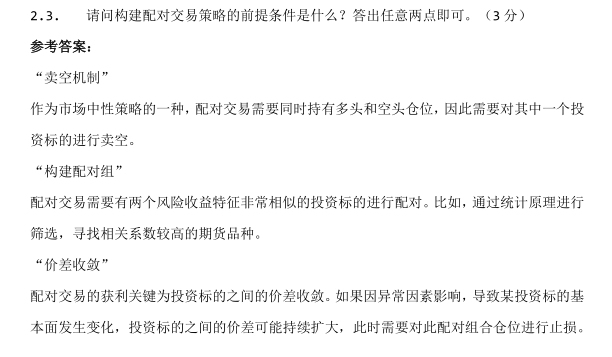 2.3. 请问构建配对交易策略的前提条件是什么？答出任意两点即可。（3 分）
参考答案：
“卖空机制”
作为市场中性策略的一种，配对交易需要同时持有多头和空头仓位，因此需要对其中一个投
资标的进行卖空。
“构建配对组”
配对交易需要有两个风险收益特征非常相似的投资标的进行配对。比如，通过统计原理进行
筛选，寻找相关系数较高的期货品种。
“价差收敛”
配对交易的获利关键为投资标的之间的价差收敛。如果因异常因素影响，导致某投资标的基
本面发生变化，投资标的之间的价差可能持续扩大，此时需要对此配对组合仓位进行止损。